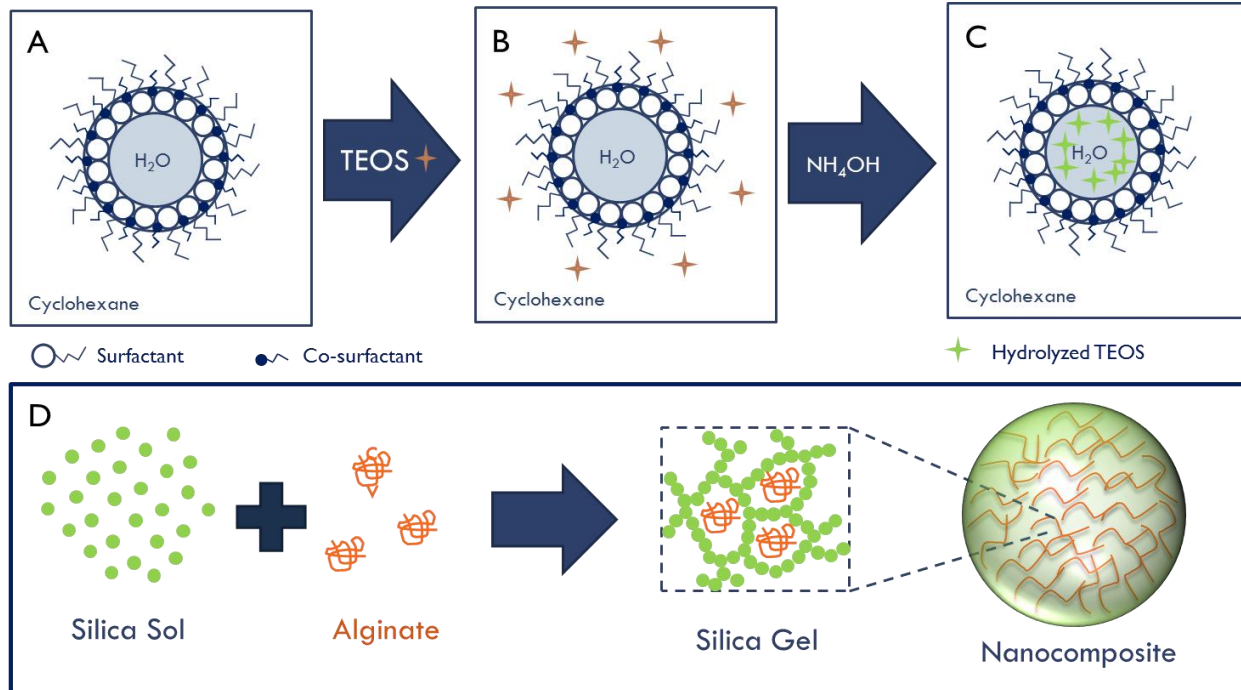 A
H₂O
Cyclohexane
TEOS
B
H₂O
Cyclohexane
NH₄OH
C
H₂O
Cyclohexane
Surfactant
Co-surfactant
Hydrolyzed TEOS
D
Silica Sol
Alginate
Silica Gel
Nanocomposite